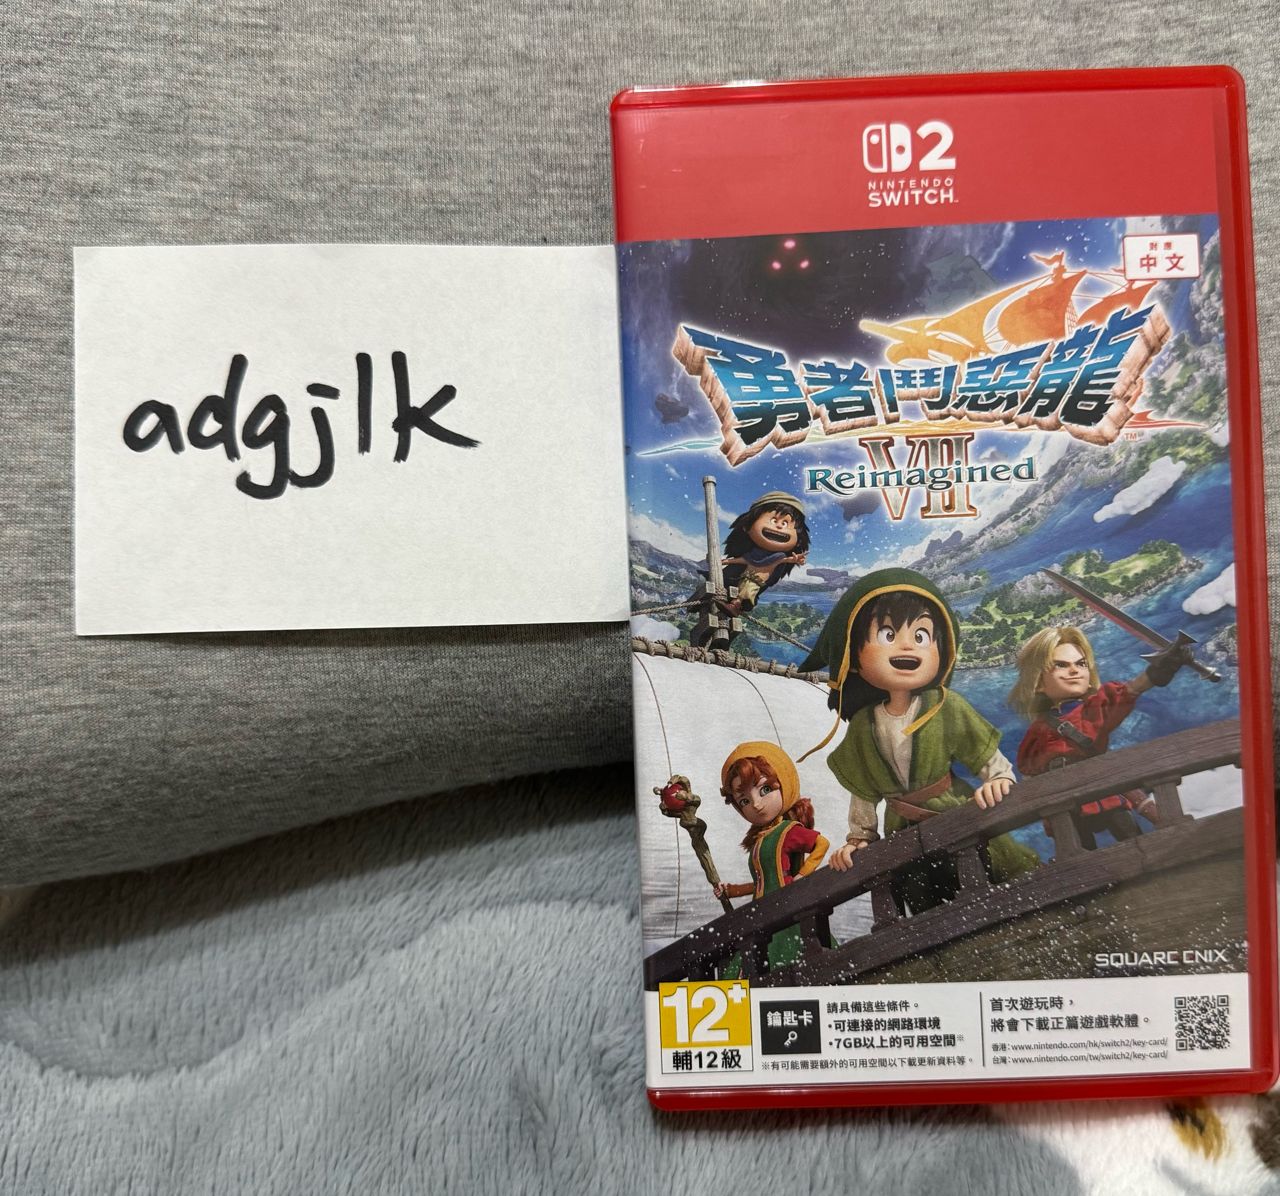 adgjlk
2
NINTENDO
SWITCH
對應
中文
勇者鬥惡龍
TM
VII
Reimagined
SQUARE ENIX
12+
輔12級
鑰匙卡
請具備這些條件。
・可連接的網路環境
・7GB以上的可用空間※
※有可能需要額外的可用空間以下載更新資料等。
首次遊玩時，
將會下載正篇遊戲軟體。
香港：www.nintendo.com/hk/switch2/key-card/
台灣：www.nintendo.com/tw/switch2/key-card/